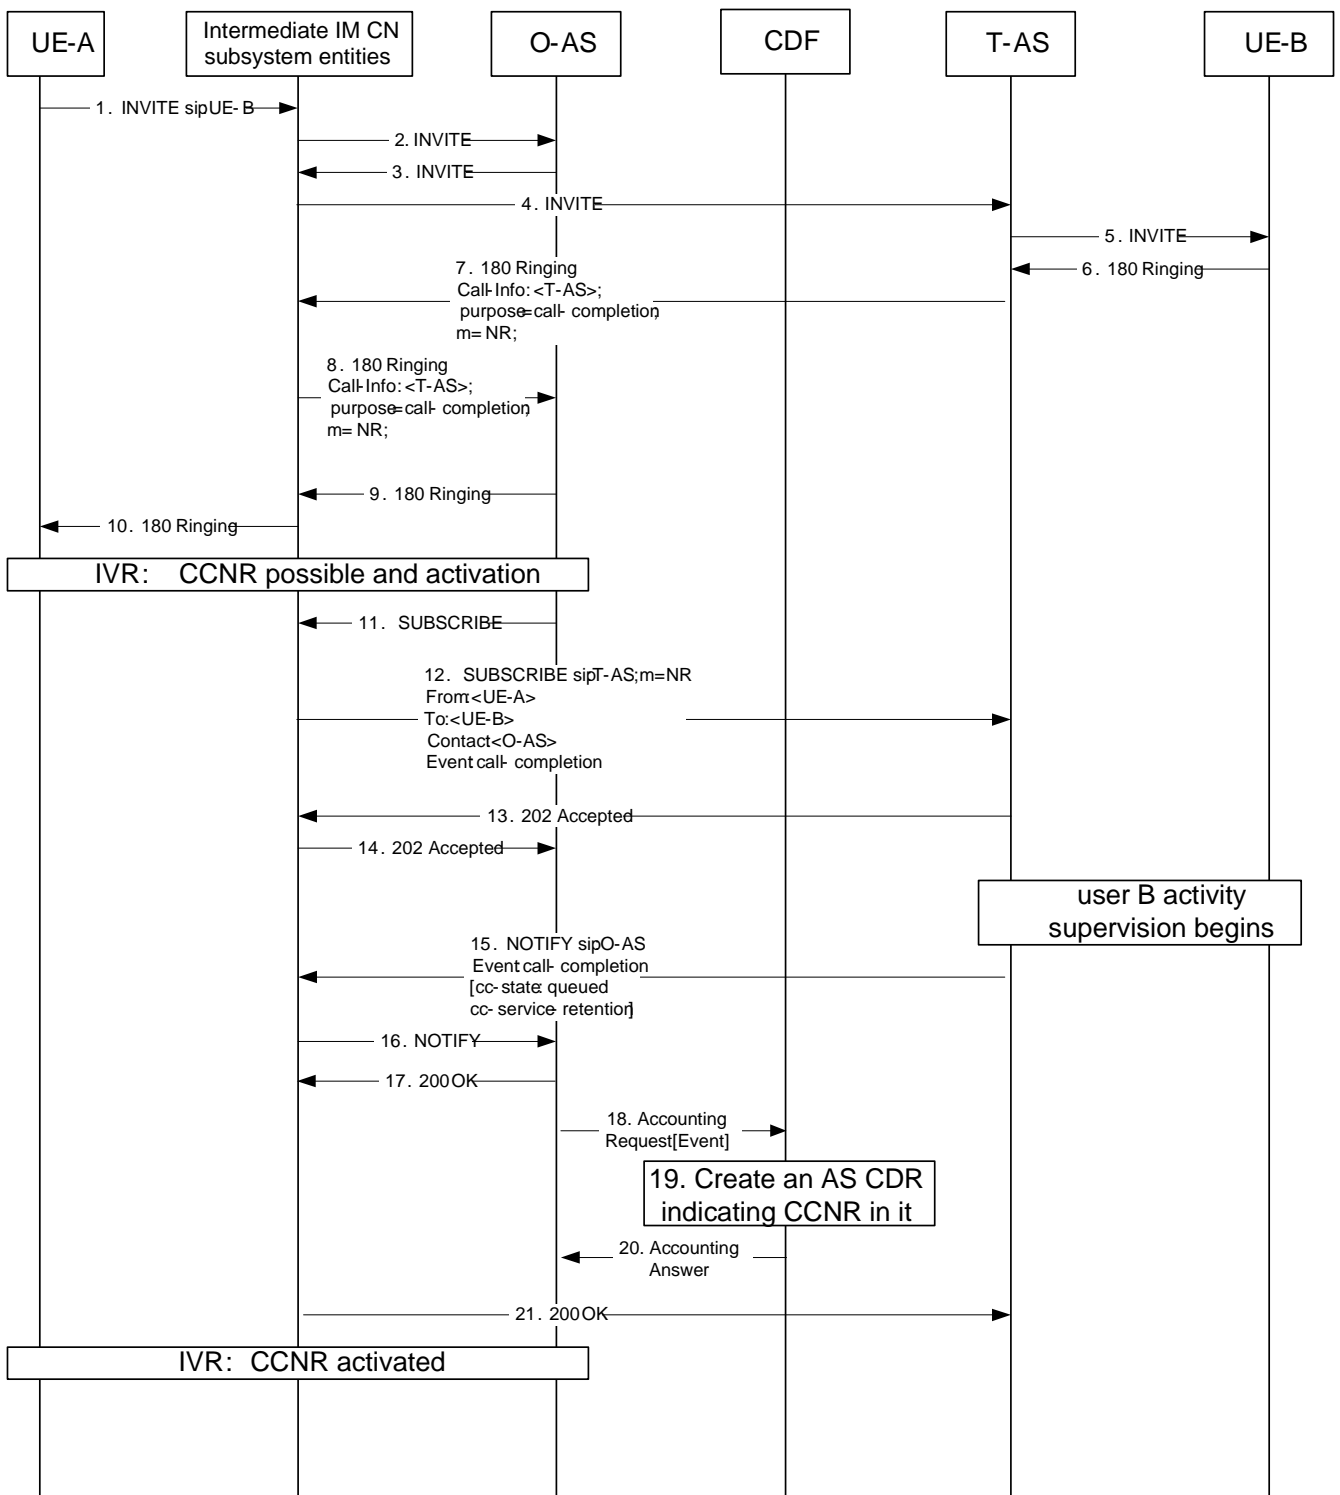 UE-A
Intermediate IM CN
subsystem entities
O-AS
CDF
T-AS
UE-B
1. INVITE sipUE-B
2. INVITE
3. INVITE
4. INVITE
5. INVITE
6. 180 Ringing
7. 180 Ringing
Call-Info: <T-AS>;
purpose=call- completion;
m= NR;
8. 180 Ringing
Call-Info: <T-AS>;
purpose=call- completion;
m= NR;
9. 180 Ringing
10. 180 Ringing
IVR: CCNR possible and activation
11. SUBSCRIBE
12. SUBSCRIBE sip:T-AS;m=NR
From:<UE-A>
To:<UE-B>
Contact<O-AS>
Event call- completion
13. 202 Accepted
14. 202 Accepted
user B activity
supervision begins
15. NOTIFY sipO-AS
Event call- completion
[cc-state: queued
cc- service- retention]
16. NOTIFY
17. 200 OK
18. Accounting
Request[Event]
19. Create an AS CDR
indicating CCNR in it
20. Accounting
Answer
21. 200 OK
IVR: CCNR activated